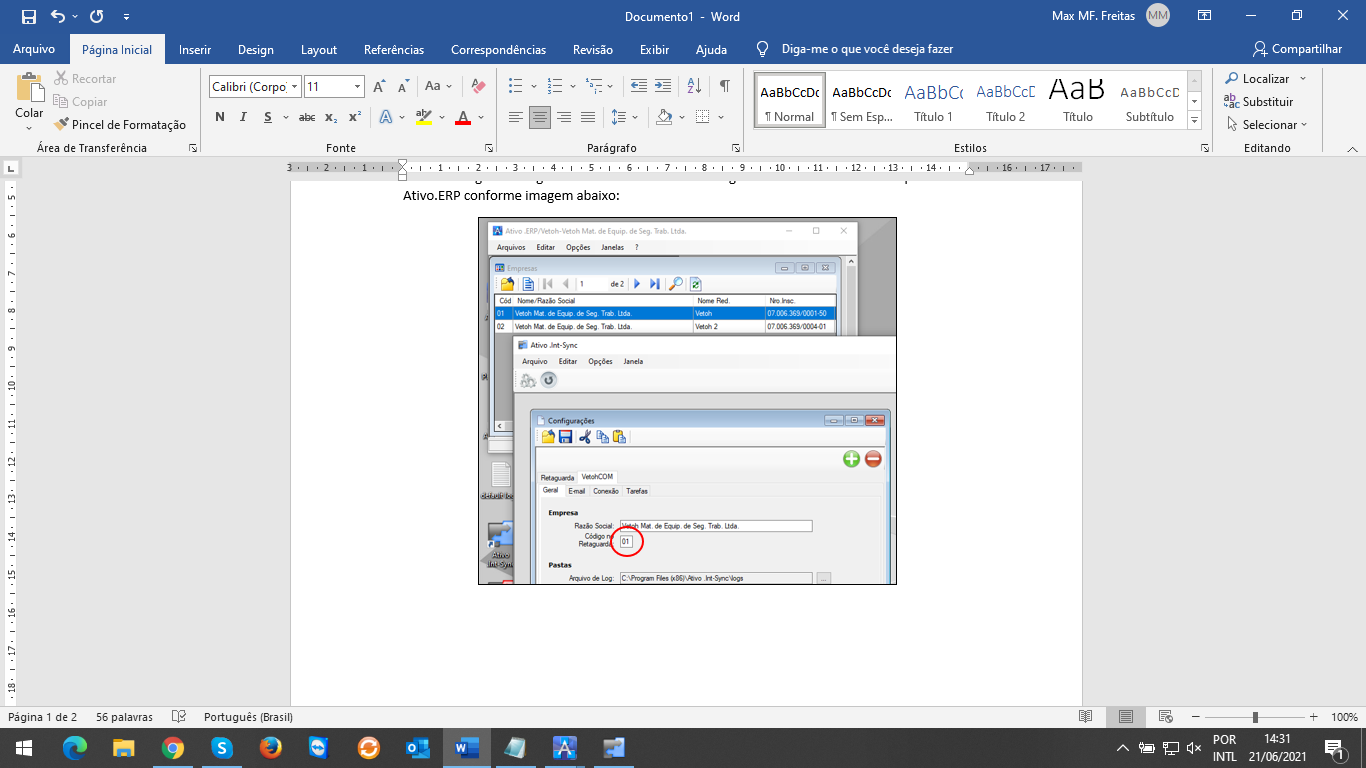 Documento1 - Word
Max MF. Freitas
MM
Arquivo
Página Inicial
Inserir
Design
Layout
Referências
Correspondências
Revisão
Exibir
Ajuda
Diga-me o que você deseja fazer
Compartilhar
Colar
Recortar
Copiar
Pincel de Formatação
Área de Transferência
Calibri (Corpo)
11
Fonte
Parágrafo
AaBbCcDc
¶ Normal
AaBbCcDc
¶ Sem Esp...
AaBbCc
Título 1
AaBbCcD
Título 2
AaB
Título
AaBbCcD
Subtítulo
Estilos
Localizar
Substituir
Selecionar
Editando
Ativo.ERP conforme imagem abaixo:
Ativo .ERP/Vetoh-Vetoh Mat. de Equip. de Seg. Trab. Ltda.
Arquivos Editar Opções Janelas ?
Empresas
1 de 2
Cód Nome/Razão Social Nome Red. Nro.Insc.
01 Vetoh Mat. de Equip. de Seg. Trab. Ltda. Vetoh 07.006.369/0001-50
02 Vetoh Mat. de Equip. de Seg. Trab. Ltda. Vetoh 2 07.006.369/0004-01
Ativo .Int-Sync
Arquivo Editar Opções Janela
Configurações
Retaguarda VetohCOM
Geral E-mail Conexão Tarefas
Empresa
Razão Social: Vetoh Mat. de Equip. de Seg. Trab. Ltda.
Código no
Retaguarda: 01
Pastas
Arquivo de Log: C:\Program Files (x86)\Ativo .Int-Sync\logs
...
Ativo
.Int-Sync
Página 1 de 2
56 palavras
Português (Brasil)
100%
POR
INTL
14:31
21/06/2021
1